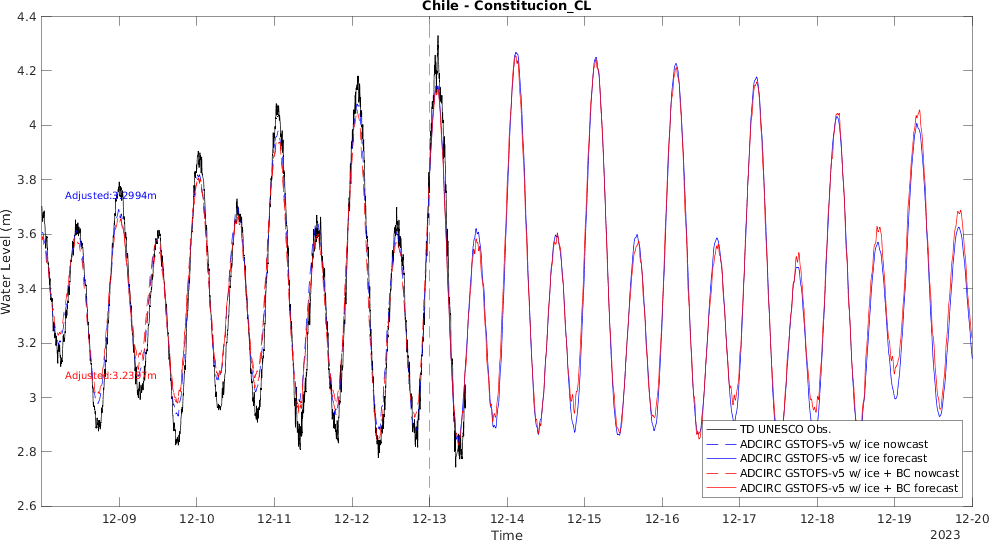 Chile - Constitucion_CL
4.4
4.2
4
3.8
3.6
3.4
3.2
3
2.8
2.6
Water Level (m)
Adjusted:3.2994m
TD UNESCO Obs.
ADCIRC GSTOFS-v5 w/ ice nowcast
ADCIRC GSTOFS-v5 w/ ice forecast
ADCIRC GSTOFS-v5 w/ ice + BC nowcast
ADCIRC GSTOFS-v5 w/ ice + BC forecast
12-09 12-10 12-11 12-12 12-13 12-14 12-15 12-16 12-17 12-18 12-19 12-20
Time
2023